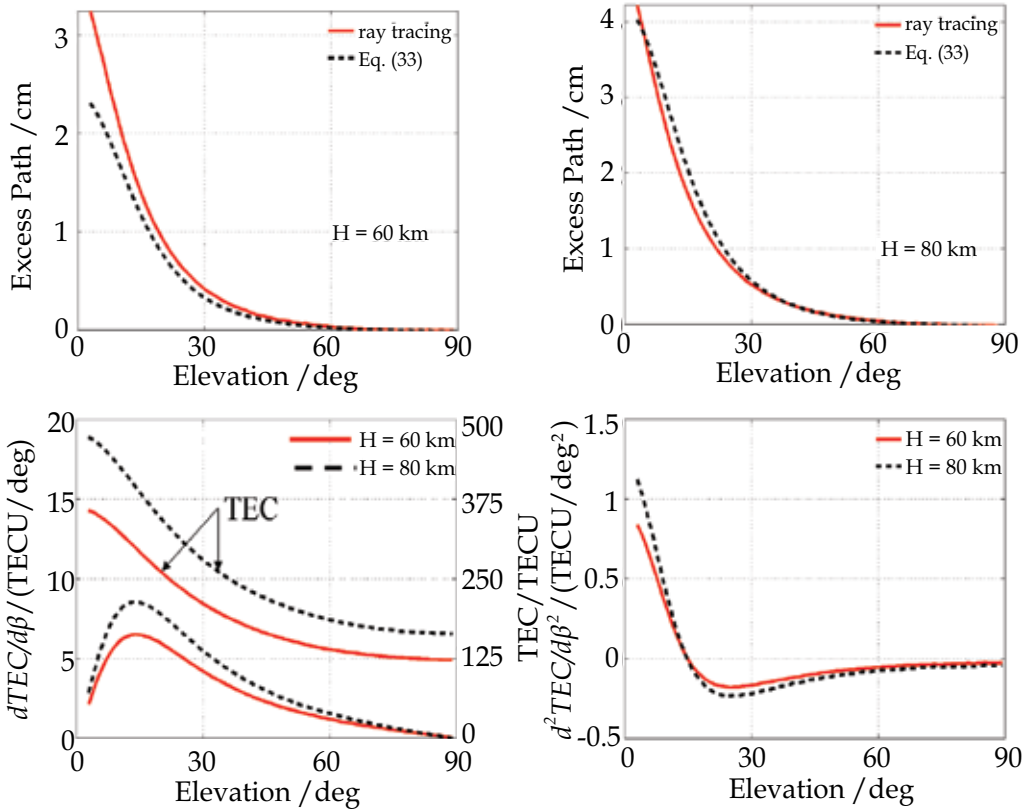 3
2
1
0
Excess Path /cm
ray tracing
Eq. (33)
H = 60 km
0
30
60
90
Elevation /deg
4
3
2
1
0
Excess Path /cm
ray tracing
Eq. (33)
H = 80 km
0
30
60
90
Elevation /deg
20
15
10
5
0
dTEC/dβ/(TECU/deg)
H = 60 km
H = 80 km
TEC
500
375
250
125
0
TEC/TECU
0
30
60
90
Elevation /deg
1.5
1
0.5
0
-0.5
d²TEC/dβ²/(TECU/deg²)
H = 60 km
H = 80 km
0
30
60
90
Elevation /deg